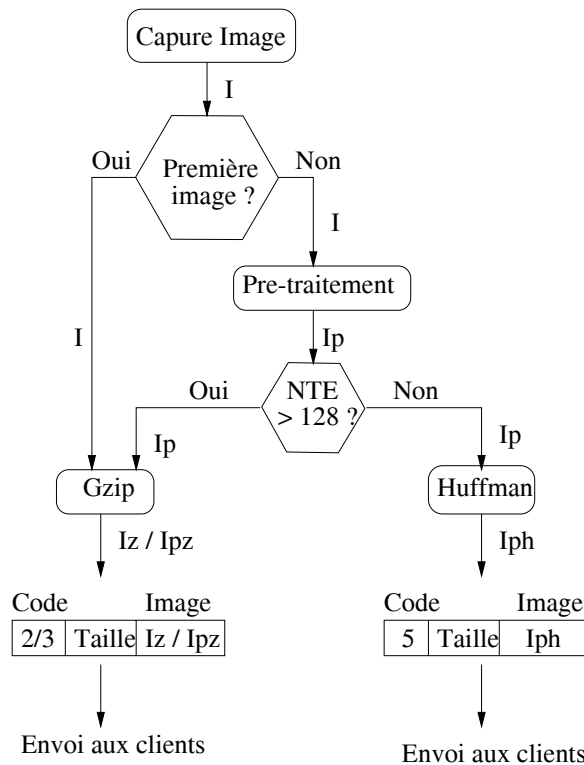 Capure Image
I
Oui
Première
image ?
Non
I
Pre-traitement
I
Ip
Oui
NTE
> 128 ?
Non
Ip
Ip
Gzip
Huffman
Iz / Ipz
Iph
Code Image
2/3 Taille Iz / Ipz
Code Image
5 Taille Iph
Envoi aux clients
Envoi aux clients